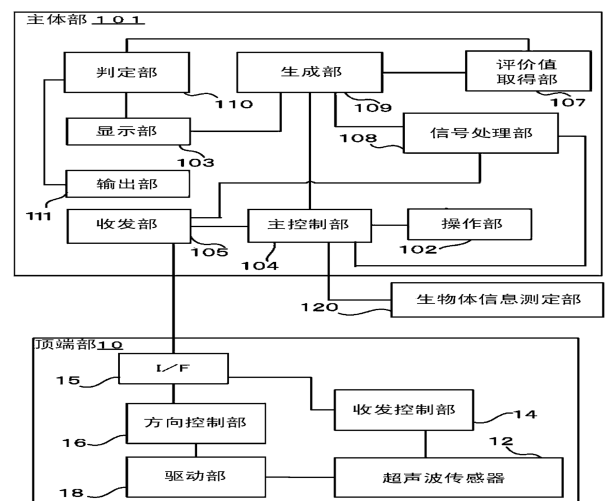 主体部 101
判定部
110
生成部
109
评价值
取得部
107
显示部
103
108
信号处理部
输出部
111
收发部
105
主控制部
104
操作部
102
120
生物体信息测定部
顶端部 10
I/F
15
方向控制部
16
收发控制部
14
驱动部
18
12
超声波传感器